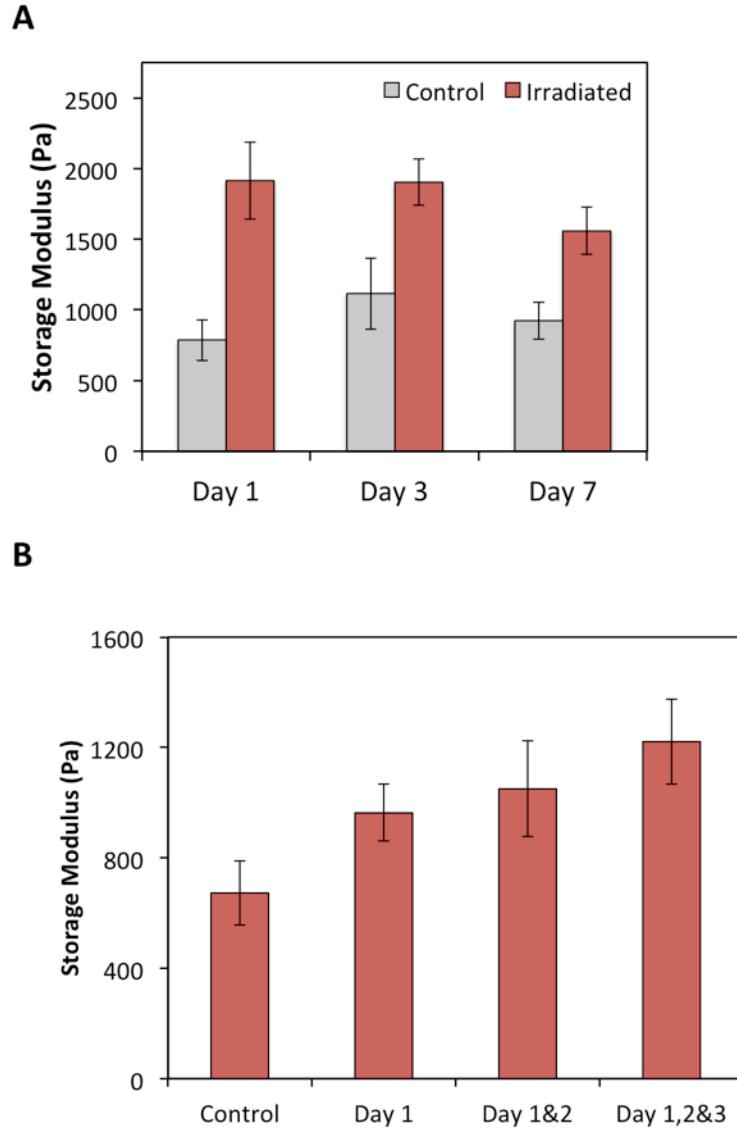 A
Storage Modulus (Pa)
2500
2000
1500
1000
500
0
Control
Irradiated
Day 1
Day 3
Day 7
B
Storage Modulus (Pa)
1600
1200
800
400
0
Control
Day 1
Day 1&2
Day 1,2&3